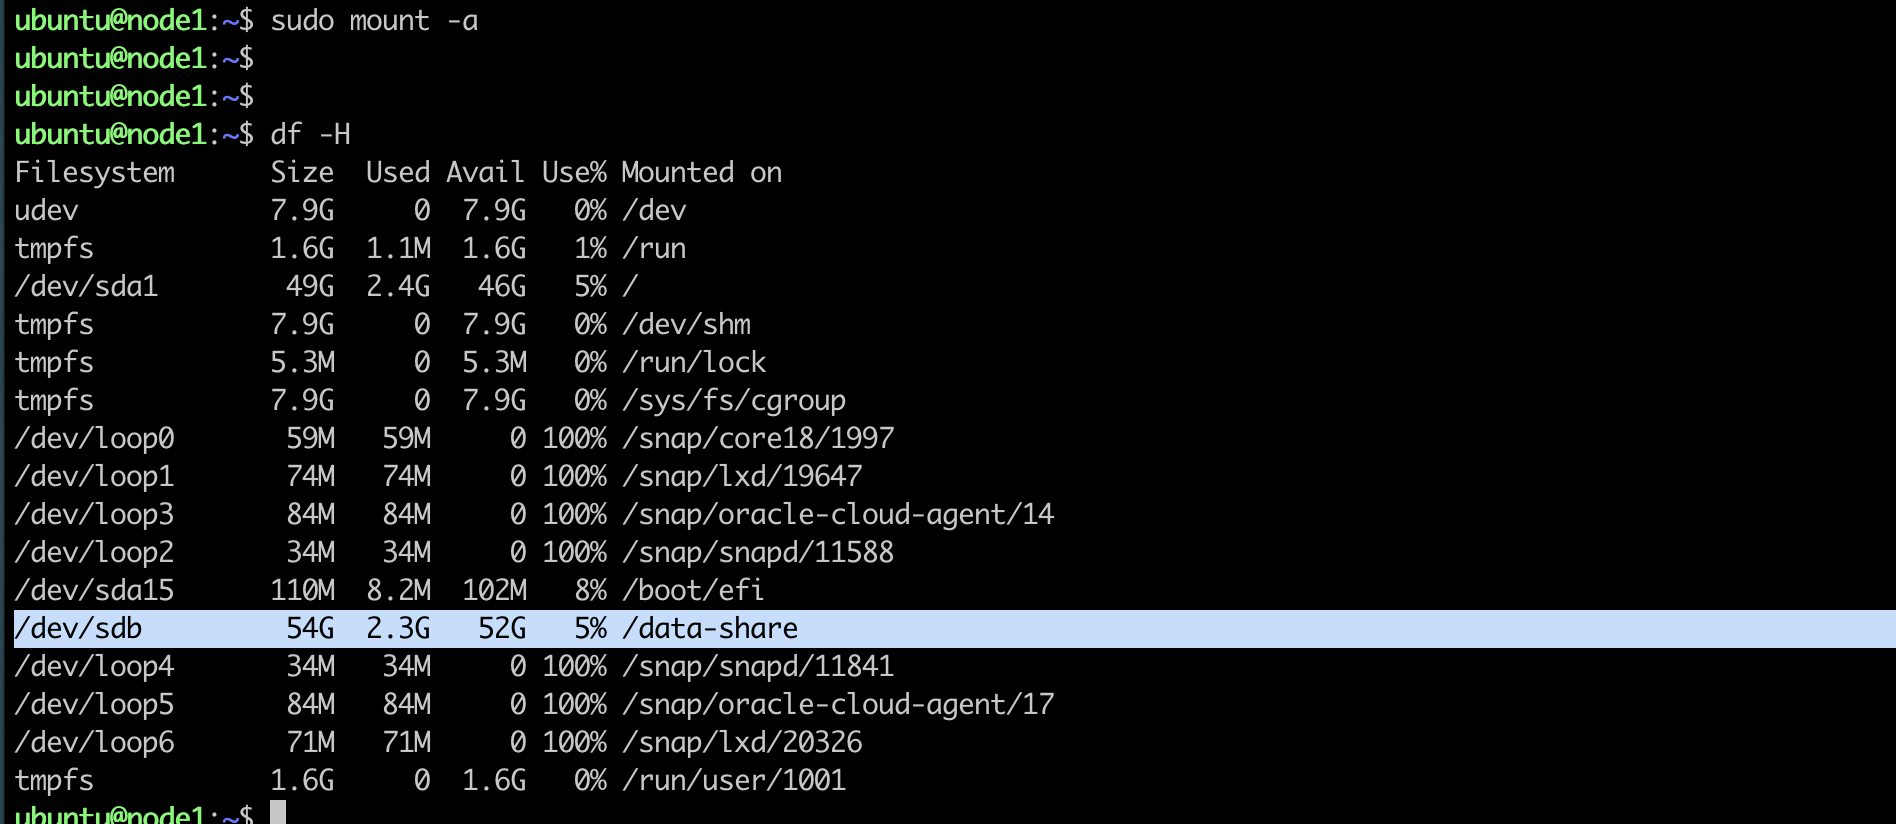 ubuntu@node1:~$ sudo mount -a
ubuntu@node1:~$
ubuntu@node1:~$
ubuntu@node1:~$ df -H
Filesystem      Size  Used Avail Use% Mounted on
udev            7.9G     0  7.9G   0% /dev
tmpfs           1.6G  1.1M  1.6G   1% /run
/dev/sda1        49G  2.4G   46G   5% /
tmpfs           7.9G     0  7.9G   0% /dev/shm
tmpfs           5.3M     0  5.3M   0% /run/lock
tmpfs           7.9G     0  7.9G   0% /sys/fs/cgroup
/dev/loop0       59M   59M     0 100% /snap/core18/1997
/dev/loop1       74M   74M     0 100% /snap/lxd/19647
/dev/loop3       84M   84M     0 100% /snap/oracle-cloud-agent/14
/dev/loop2       34M   34M     0 100% /snap/snapd/11588
/dev/sda15      110M  8.2M  102M   8% /boot/efi
/dev/sdb         54G  2.3G   52G   5% /data-share
/dev/loop4       34M   34M     0 100% /snap/snapd/11841
/dev/loop5       84M   84M     0 100% /snap/oracle-cloud-agent/17
/dev/loop6       71M   71M     0 100% /snap/lxd/20326
tmpfs           1.6G     0  1.6G   0% /run/user/1001
ubuntu@node1:~$